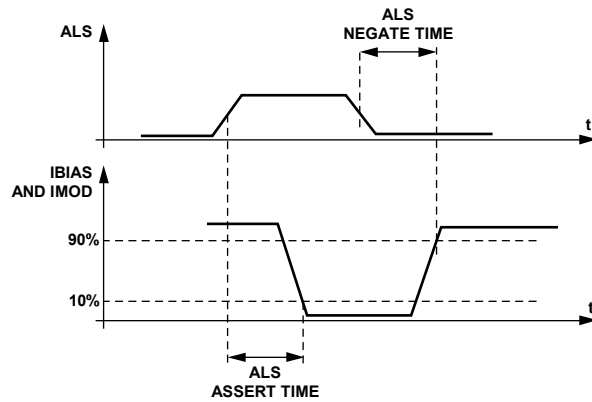 ALS
ALS
NEGATE TIME
t
IBIAS
AND IMOD
90%
10%
t
ALS
ASSERT TIME